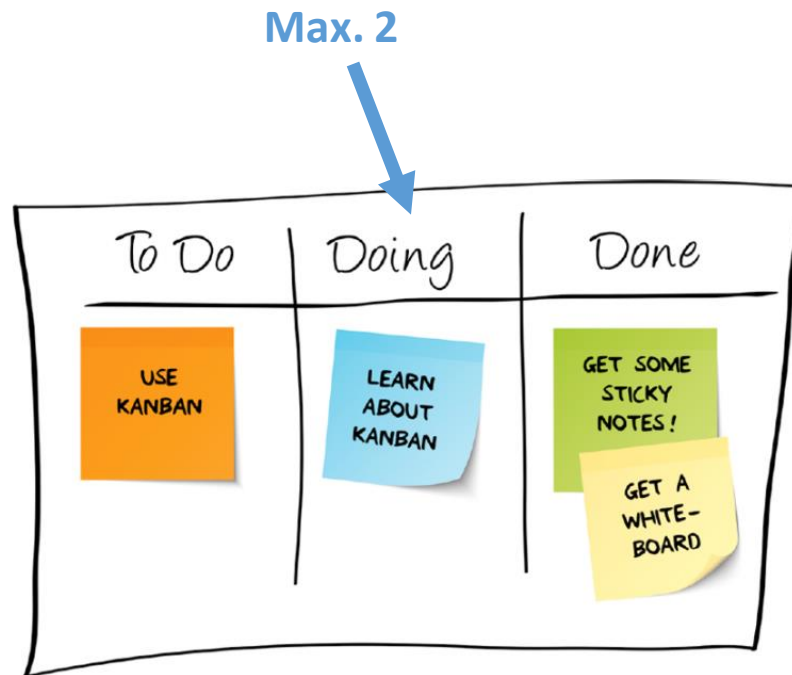 Max. 2
To Do
Doing
Done
USE
KANBAN
LEARN
ABOUT
KANBAN
GET SOME
STICKY
NOTES!
GET A
WHITE-
BOARD